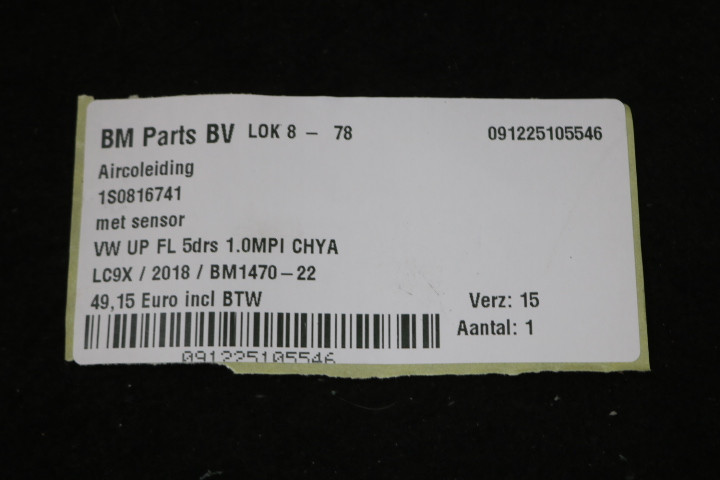 BM Parts BV LOK 8 - 78 091225105546
Aircoleiding
1S0816741
met sensor
VW UP FL 5drs 1.0MPI CHYA
LC9X / 2018 / BM1470-22
49,15 Euro incl BTW Verz: 15
Aantal: 1
091225105546